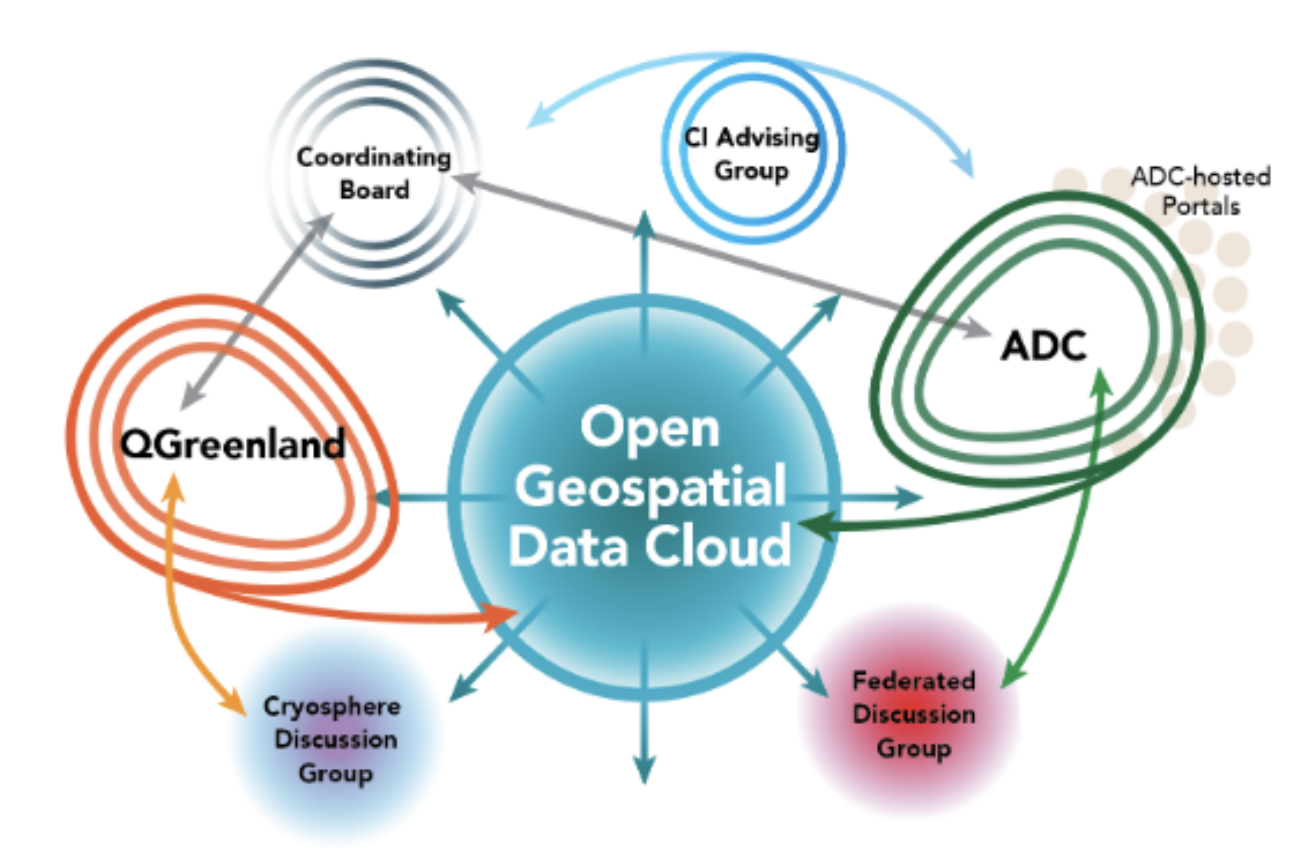 Coordinating
Board
CI Advising
Group
ADC-hosted
Portals
ADC
QGreenland
Open
Geospatial
Data Cloud
Cryosphere
Discussion
Group
Federated
Discussion
Group